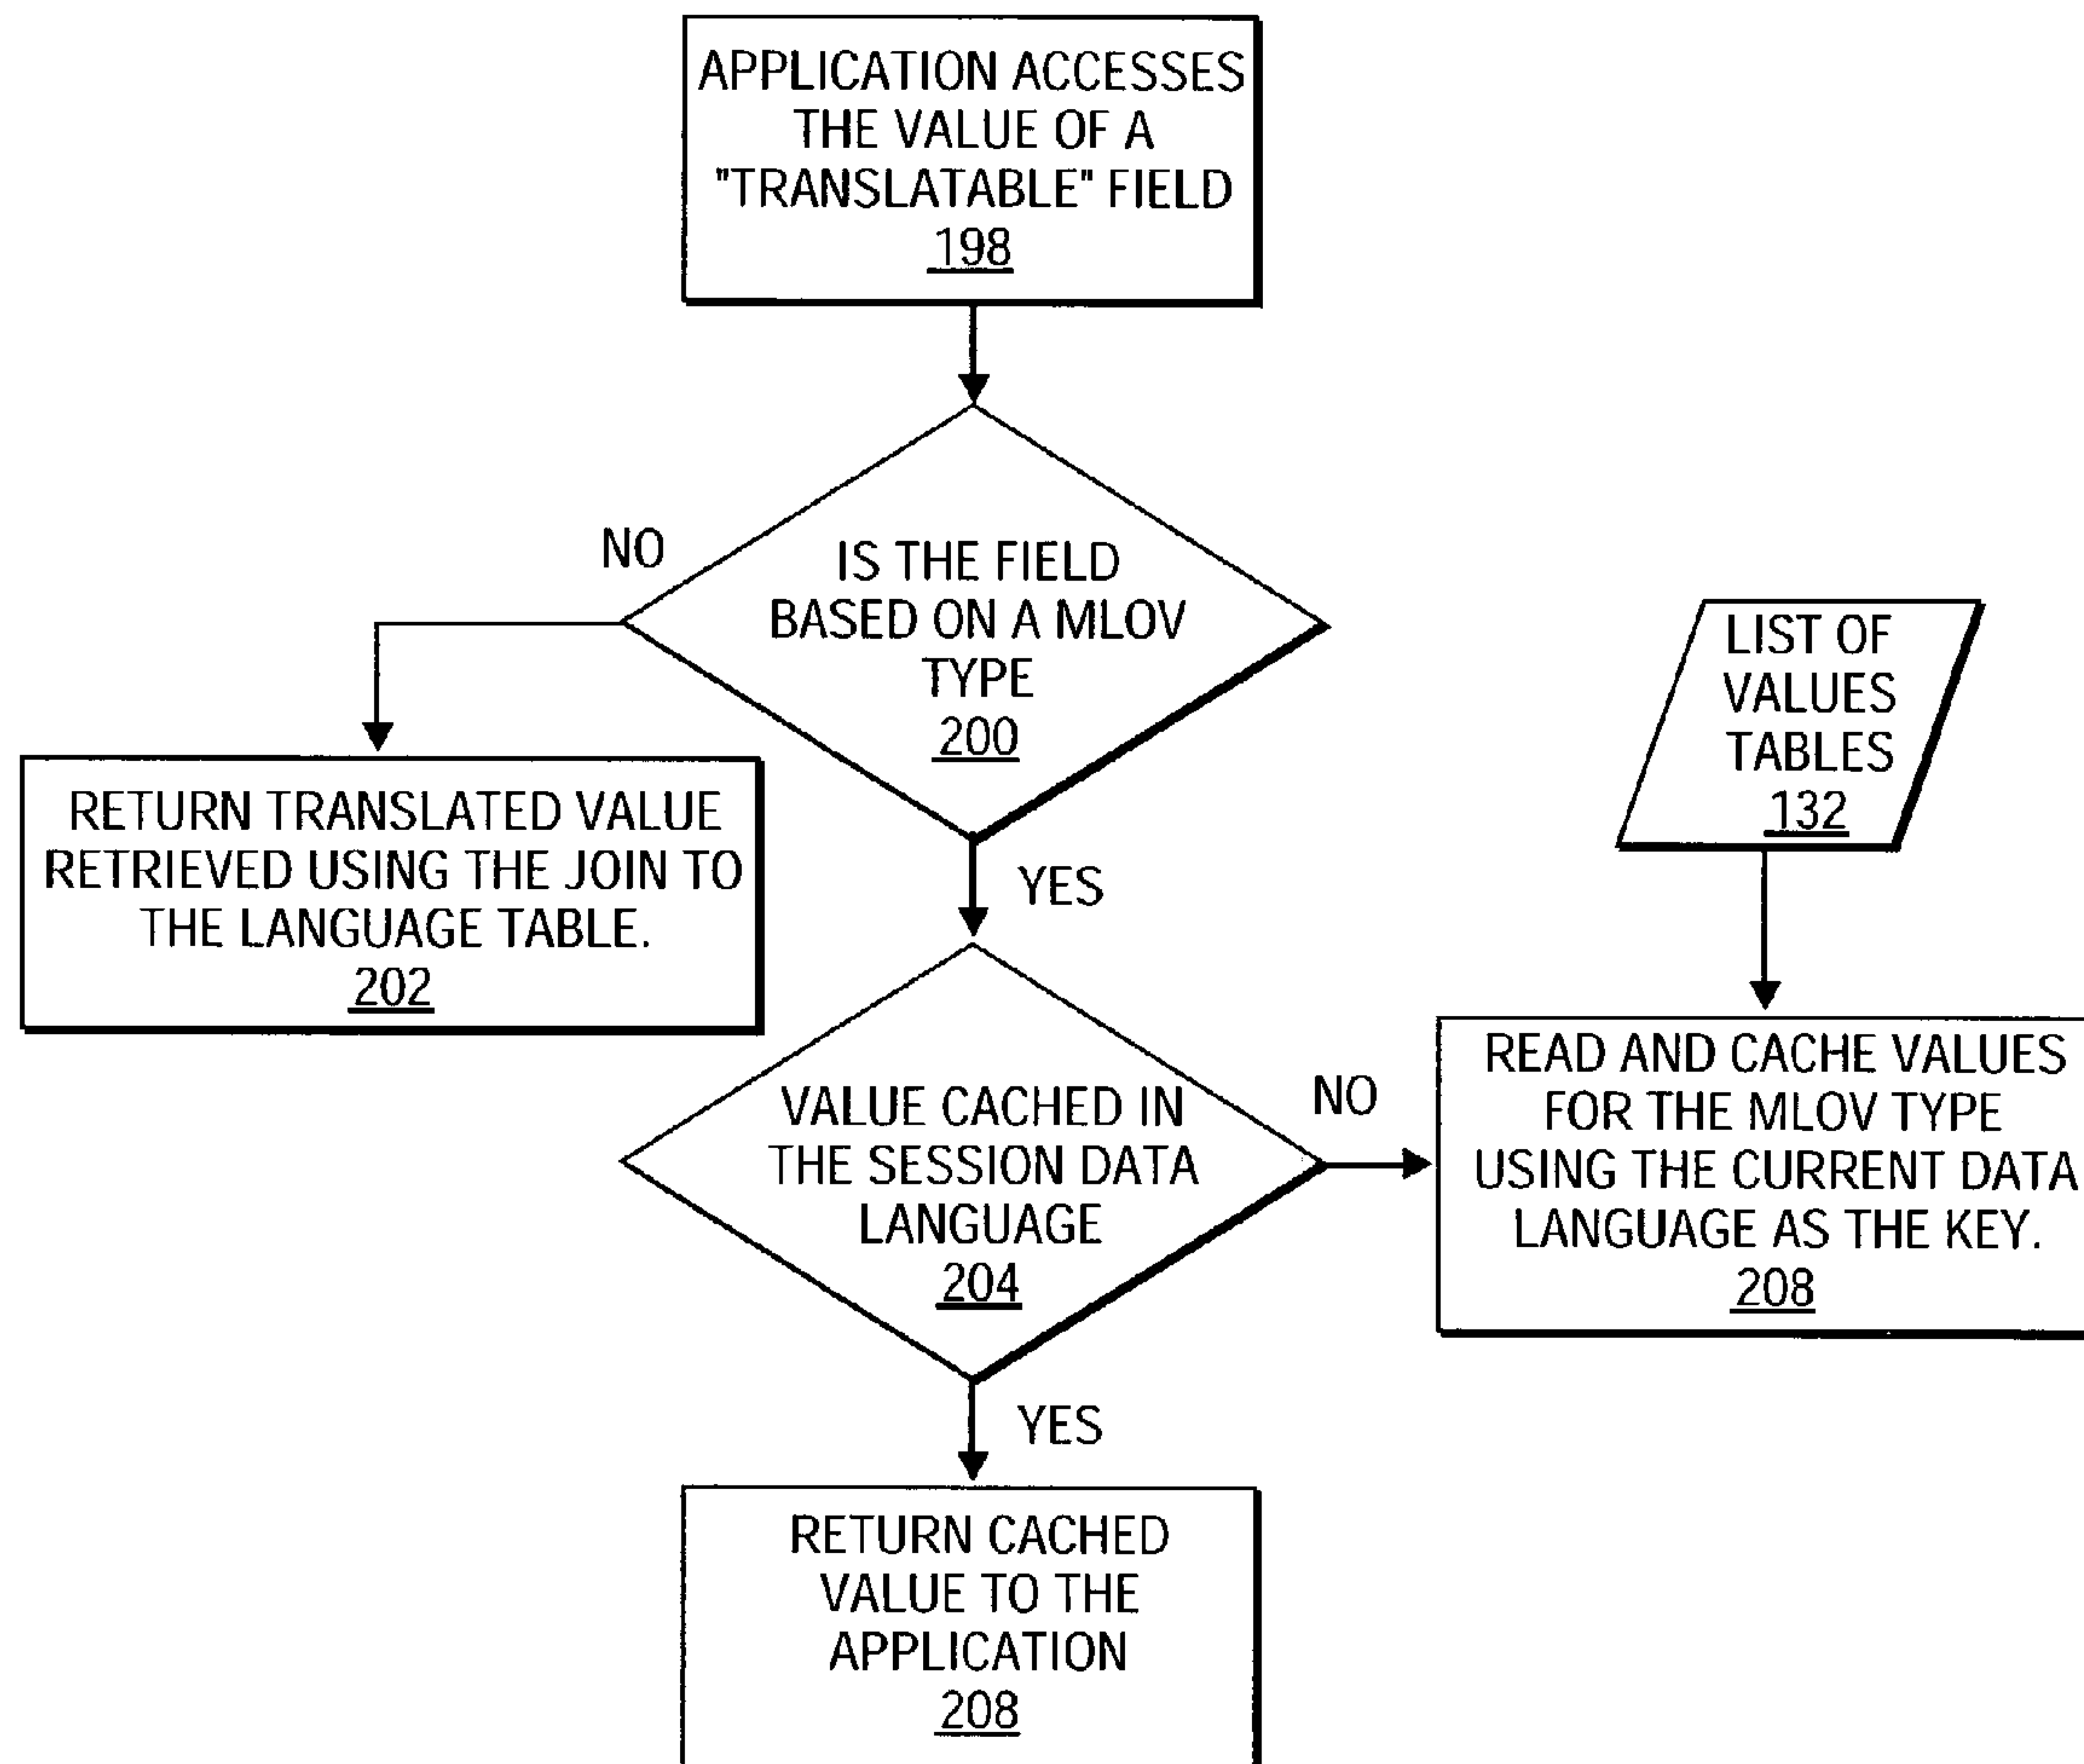 APPLICATION ACCESSES
THE VALUE OF A
"TRANSLATABLE" FIELD
198
NO
IS THE FIELD
BASED ON A MLOV
TYPE
200
LIST OF
VALUES
TABLES
132
RETURN TRANSLATED VALUE
RETRIEVED USING THE JOIN TO
THE LANGUAGE TABLE.
202
YES
VALUE CACHED IN
THE SESSION DATA
LANGUAGE
204
NO
READ AND CACHE VALUES
FOR THE MLOV TYPE
USING THE CURRENT DATA
LANGUAGE AS THE KEY.
208
YES
RETURN CACHED
VALUE TO THE
APPLICATION
208